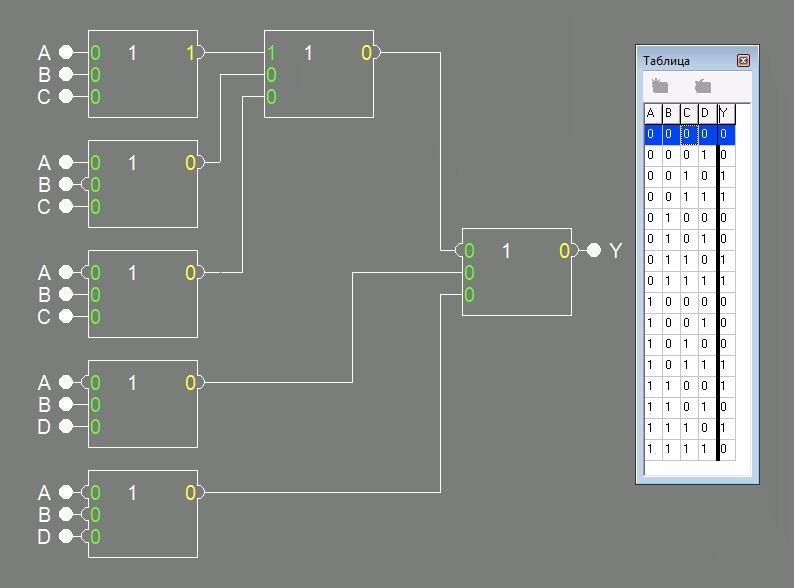 A 0 1 1
B 0
C 0
1 1 0
0
0
A 0 1 0
B 0
C 0
A 0 1 0
B 0
C 0
A 0 1 0
B 0
D 0
A 0 1 0
B 0
D 0
0 1 0 Y
0
0
Таблица
A B C D Y
0 0 0 0 0
0 0 0 1 0
0 0 1 0 1
0 0 1 1 1
0 1 0 0 0
0 1 0 1 0
0 1 1 0 1
0 1 1 1 1
1 0 0 0 0
1 0 0 1 0
1 0 1 0 0
1 0 1 1 1
1 1 0 0 1
1 1 0 1 0
1 1 1 0 1
1 1 1 1 0